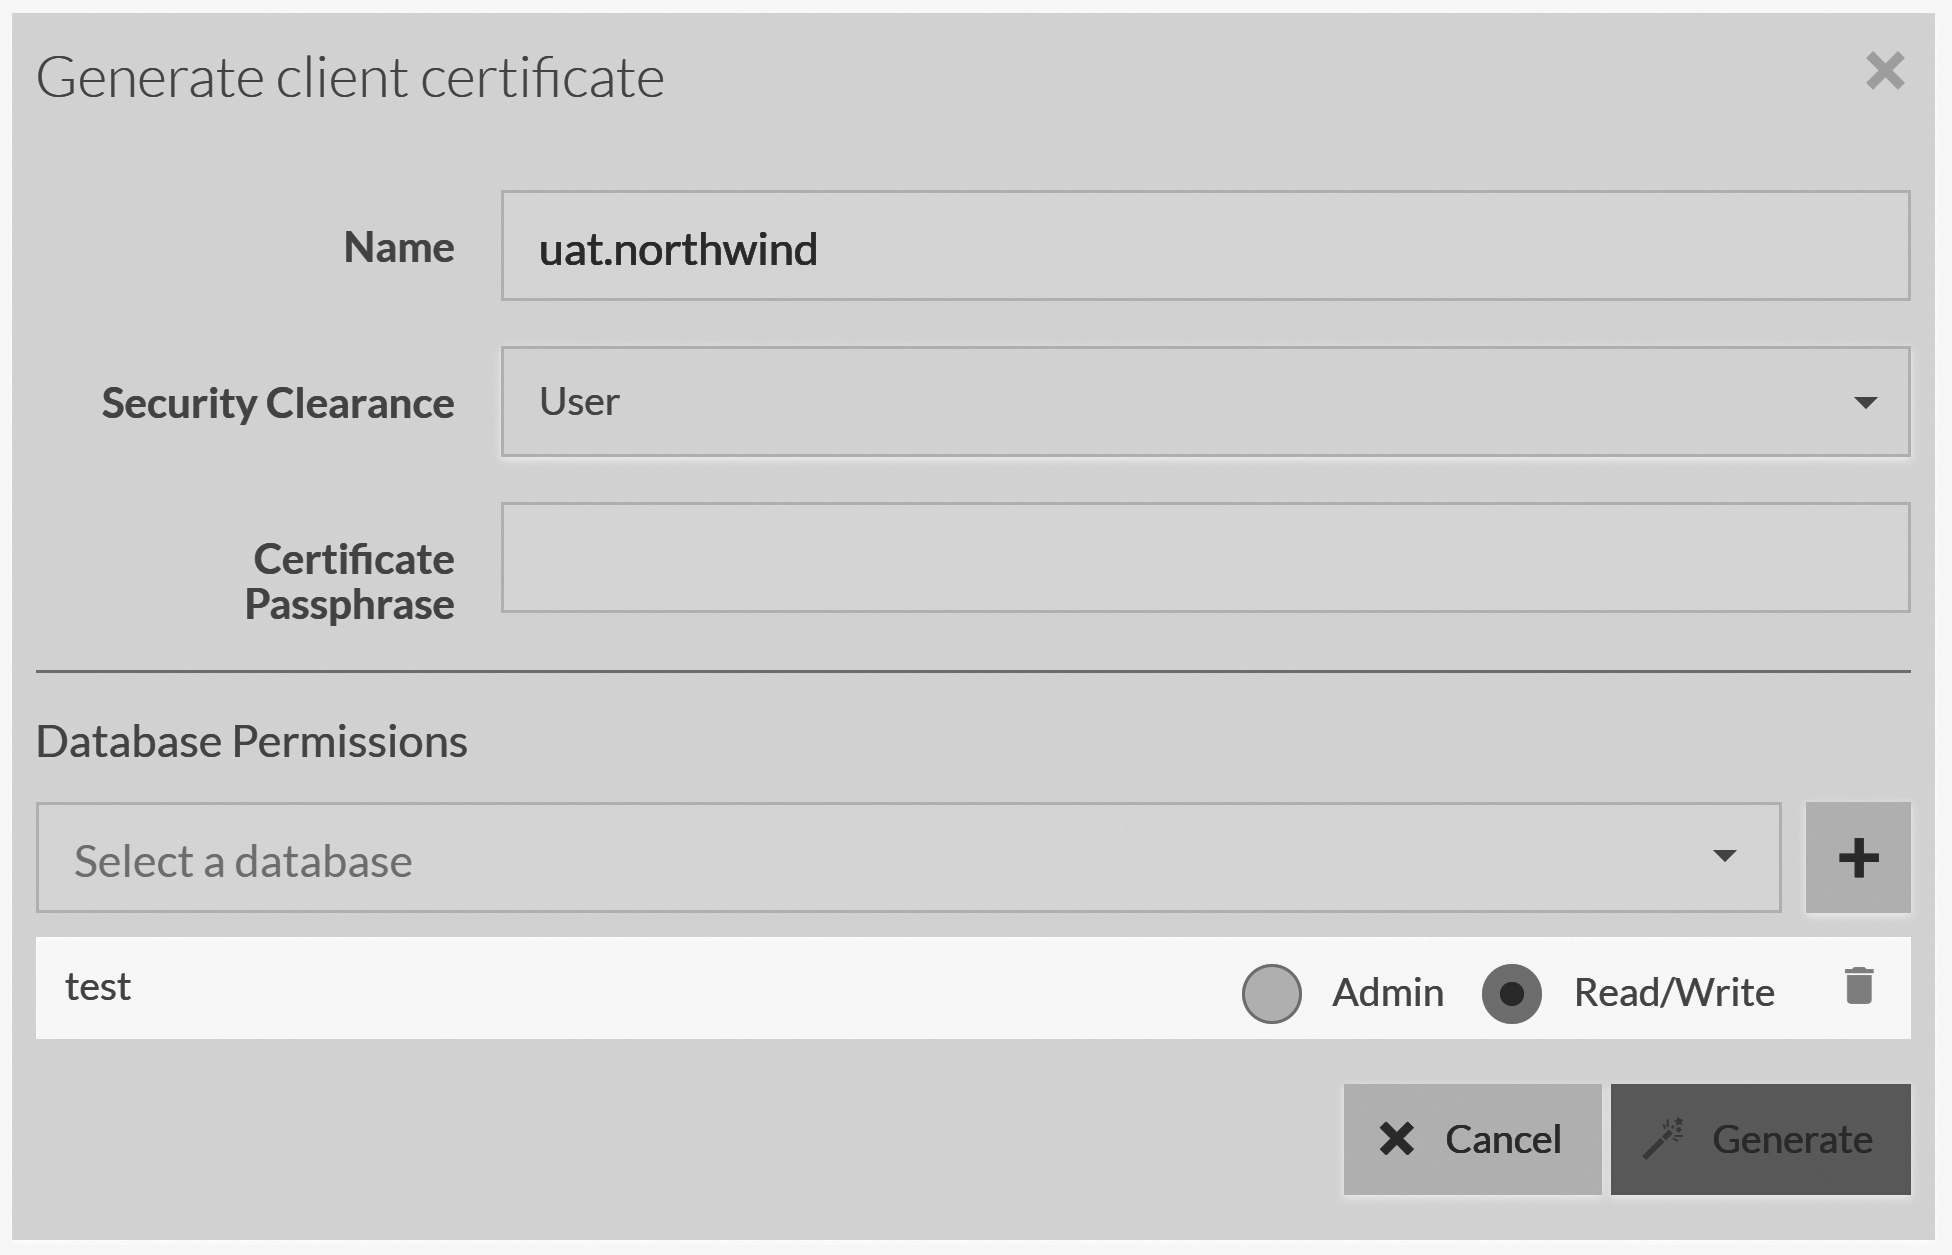 Generate client certificate
Name
uat.northwind
Security Clearance
User
Certificate
Passphrase
Database Permissions
Select a database
test
Admin
Read/Write
Cancel
Generate